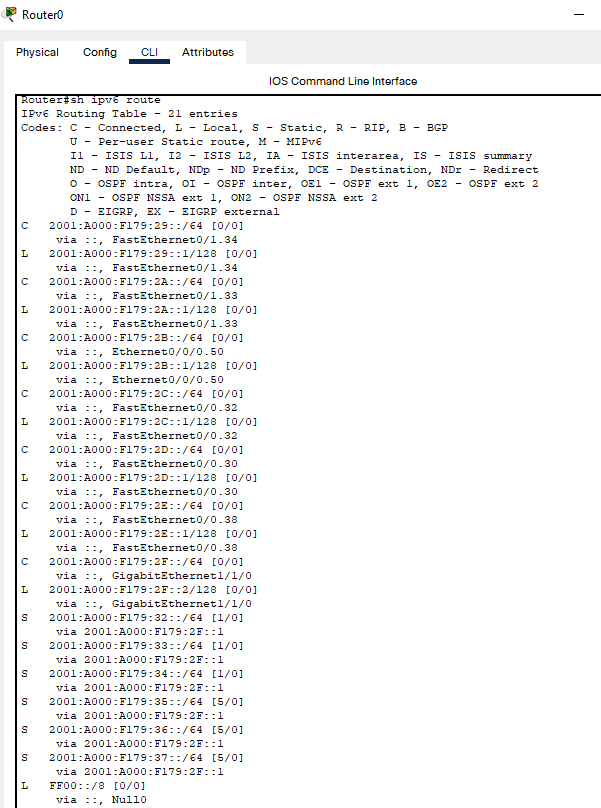 Router0
Physical Config CLI Attributes
IOS Command Line Interface
Router#sh ipv6 route
IPv6 Routing Table - 21 entries
Codes: C - Connected, L - Local, S - Static, R - RIP, B - BGP
U - Per-user Static route, M - MIPv6
I1 - ISIS L1, I2 - ISIS L2, IA - ISIS interarea, IS - ISIS summary
ND - ND Default, NDp - ND Prefix, DCE - Destination, NDr - Redirect
O - OSPF intra, OI - OSPF inter, OE1 - OSPF ext 1, OE2 - OSPF ext 2
ON1 - OSPF NSSA ext 1, ON2 - OSPF NSSA ext 2
D - EIGRP, EX - EIGRP external
C 2001:A000:F179:29::/64 [0/0]
via ::, FastEthernet0/1.34
L 2001:A000:F179:29::1/128 [0/0]
via ::, FastEthernet0/1.34
C 2001:A000:F179:2A::/64 [0/0]
via ::, FastEthernet0/1.33
L 2001:A000:F179:2A::1/128 [0/0]
via ::, FastEthernet0/1.33
C 2001:A000:F179:2B::/64 [0/0]
via ::, Ethernet0/0/0.50
L 2001:A000:F179:2B::1/128 [0/0]
via ::, Ethernet0/0/0.50
C 2001:A000:F179:2C::/64 [0/0]
via ::, FastEthernet0/0.32
L 2001:A000:F179:2C::1/128 [0/0]
via ::, FastEthernet0/0.32
C 2001:A000:F179:2D::/64 [0/0]
via ::, FastEthernet0/0.30
L 2001:A000:F179:2D::1/128 [0/0]
via ::, FastEthernet0/0.30
C 2001:A000:F179:2E::/64 [0/0]
via ::, FastEthernet0/0.38
L 2001:A000:F179:2E::1/128 [0/0]
via ::, FastEthernet0/0.38
C 2001:A000:F179:2F::/64 [0/0]
via ::, GigabitEthernet1/1/0
L 2001:A000:F179:2F::2/128 [0/0]
via ::, GigabitEthernet1/1/0
S 2001:A000:F179:32::/64 [1/0]
via 2001:A000:F179:2F::1
S 2001:A000:F179:33::/64 [1/0]
via 2001:A000:F179:2F::1
S 2001:A000:F179:34::/64 [1/0]
via 2001:A000:F179:2F::1
S 2001:A000:F179:35::/64 [5/0]
via 2001:A000:F179:2F::1
S 2001:A000:F179:36::/64 [5/0]
via 2001:A000:F179:2F::1
S 2001:A000:F179:37::/64 [5/0]
via 2001:A000:F179:2F::1
L FF00::/8 [0/0]
via ::, Null0